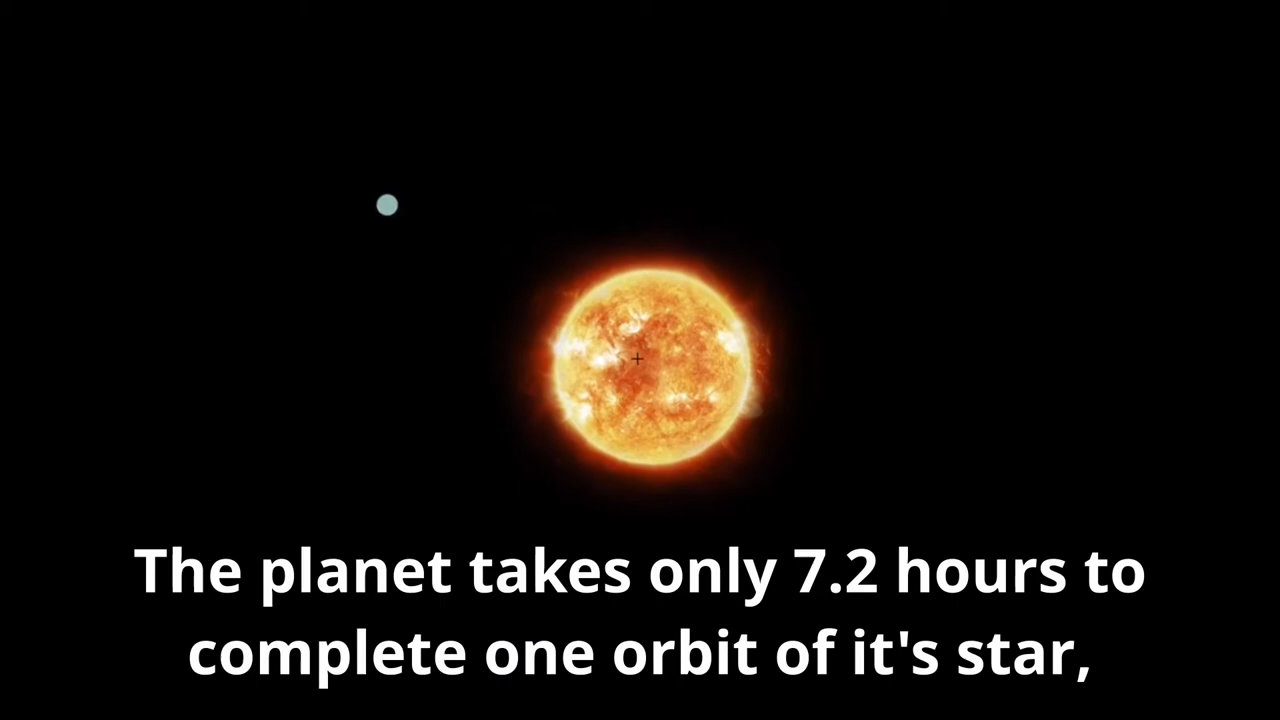 The planet takes only 7.2 hours to
complete one orbit of it's star,